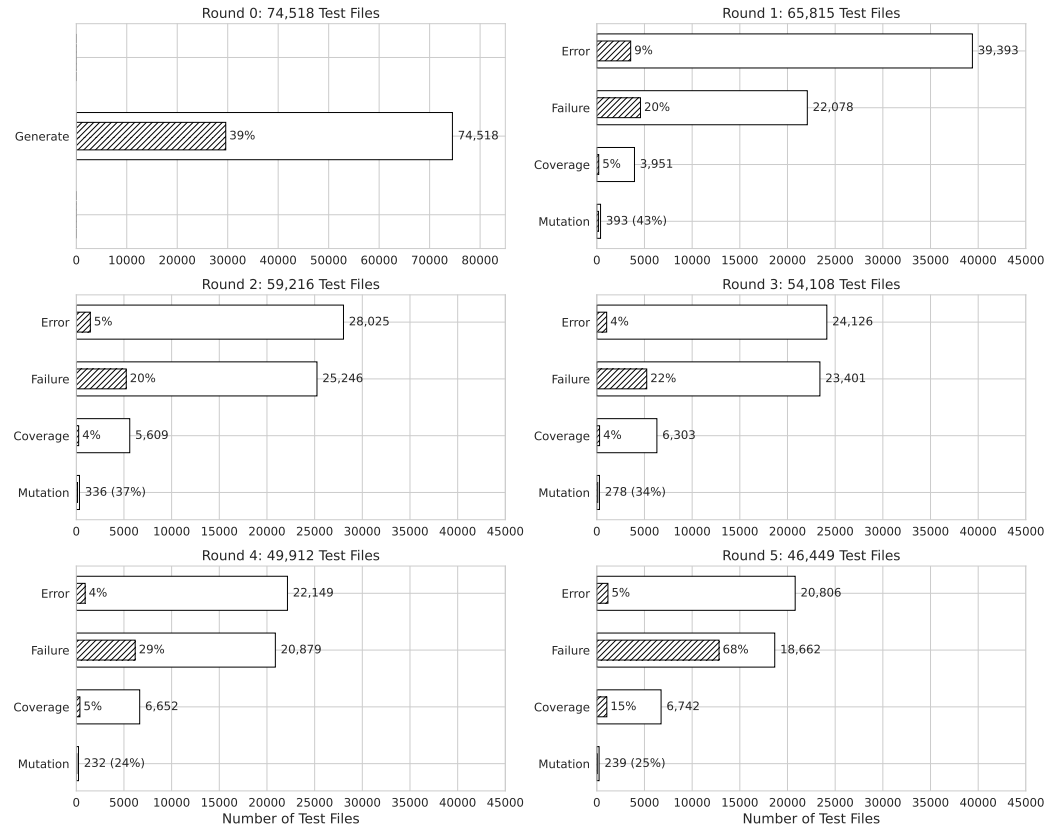 Round 0: 74,518 Test Files
Generate
39%
74,518
0 10000 20000 30000 40000 50000 60000 70000 80000
Round 1: 65,815 Test Files
Error
9%
39,393
Failure
20%
22,078
Coverage
5%
3,951
Mutation
393 (43%)
0 5000 10000 15000 20000 25000 30000 35000 40000 45000
Round 2: 59,216 Test Files
Error
5%
28,025
Failure
20%
25,246
Coverage
4%
5,609
Mutation
336 (37%)
0 5000 10000 15000 20000 25000 30000 35000 40000 45000
Round 3: 54,108 Test Files
Error
4%
24,126
Failure
22%
23,401
Coverage
4%
6,303
Mutation
278 (34%)
0 5000 10000 15000 20000 25000 30000 35000 40000 45000
Round 4: 49,912 Test Files
Error
4%
22,149
Failure
29%
20,879
Coverage
5%
6,652
Mutation
232 (24%)
0 5000 10000 15000 20000 25000 30000 35000 40000 45000
Number of Test Files
Round 5: 46,449 Test Files
Error
5%
20,806
Failure
68%
18,662
Coverage
15%
6,742
Mutation
239 (25%)
0 5000 10000 15000 20000 25000 30000 35000 40000 45000
Number of Test Files